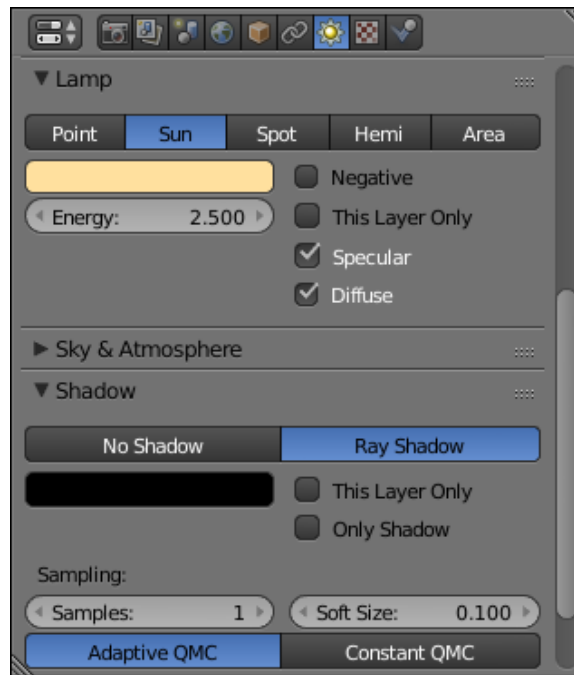 Lamp
Point Sun Spot Hemi Area
Negative
Energy: 2.500 This Layer Only
Specular
Diffuse
Sky & Atmosphere
Shadow
No Shadow Ray Shadow
This Layer Only
Only Shadow
Sampling:
Samples: 1 Soft Size: 0.100
Adaptive QMC Constant QMC